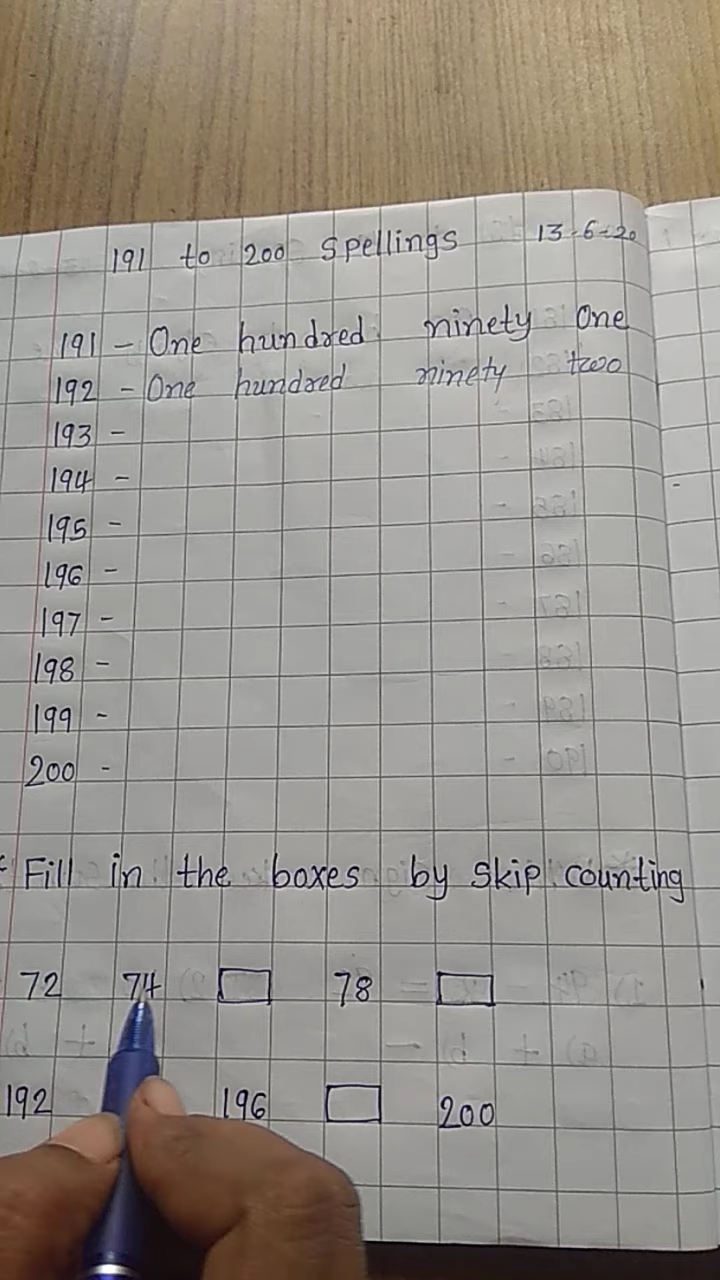 191 to 200 Spellings 13-6-20
191 - One hundred ninety One
192 - One hundred ninety two
193 -
194 -
195 -
196 -
197 -
198 -
199 -
200 -
Fill in the boxes by skip counting
72 74 78
192 196 200